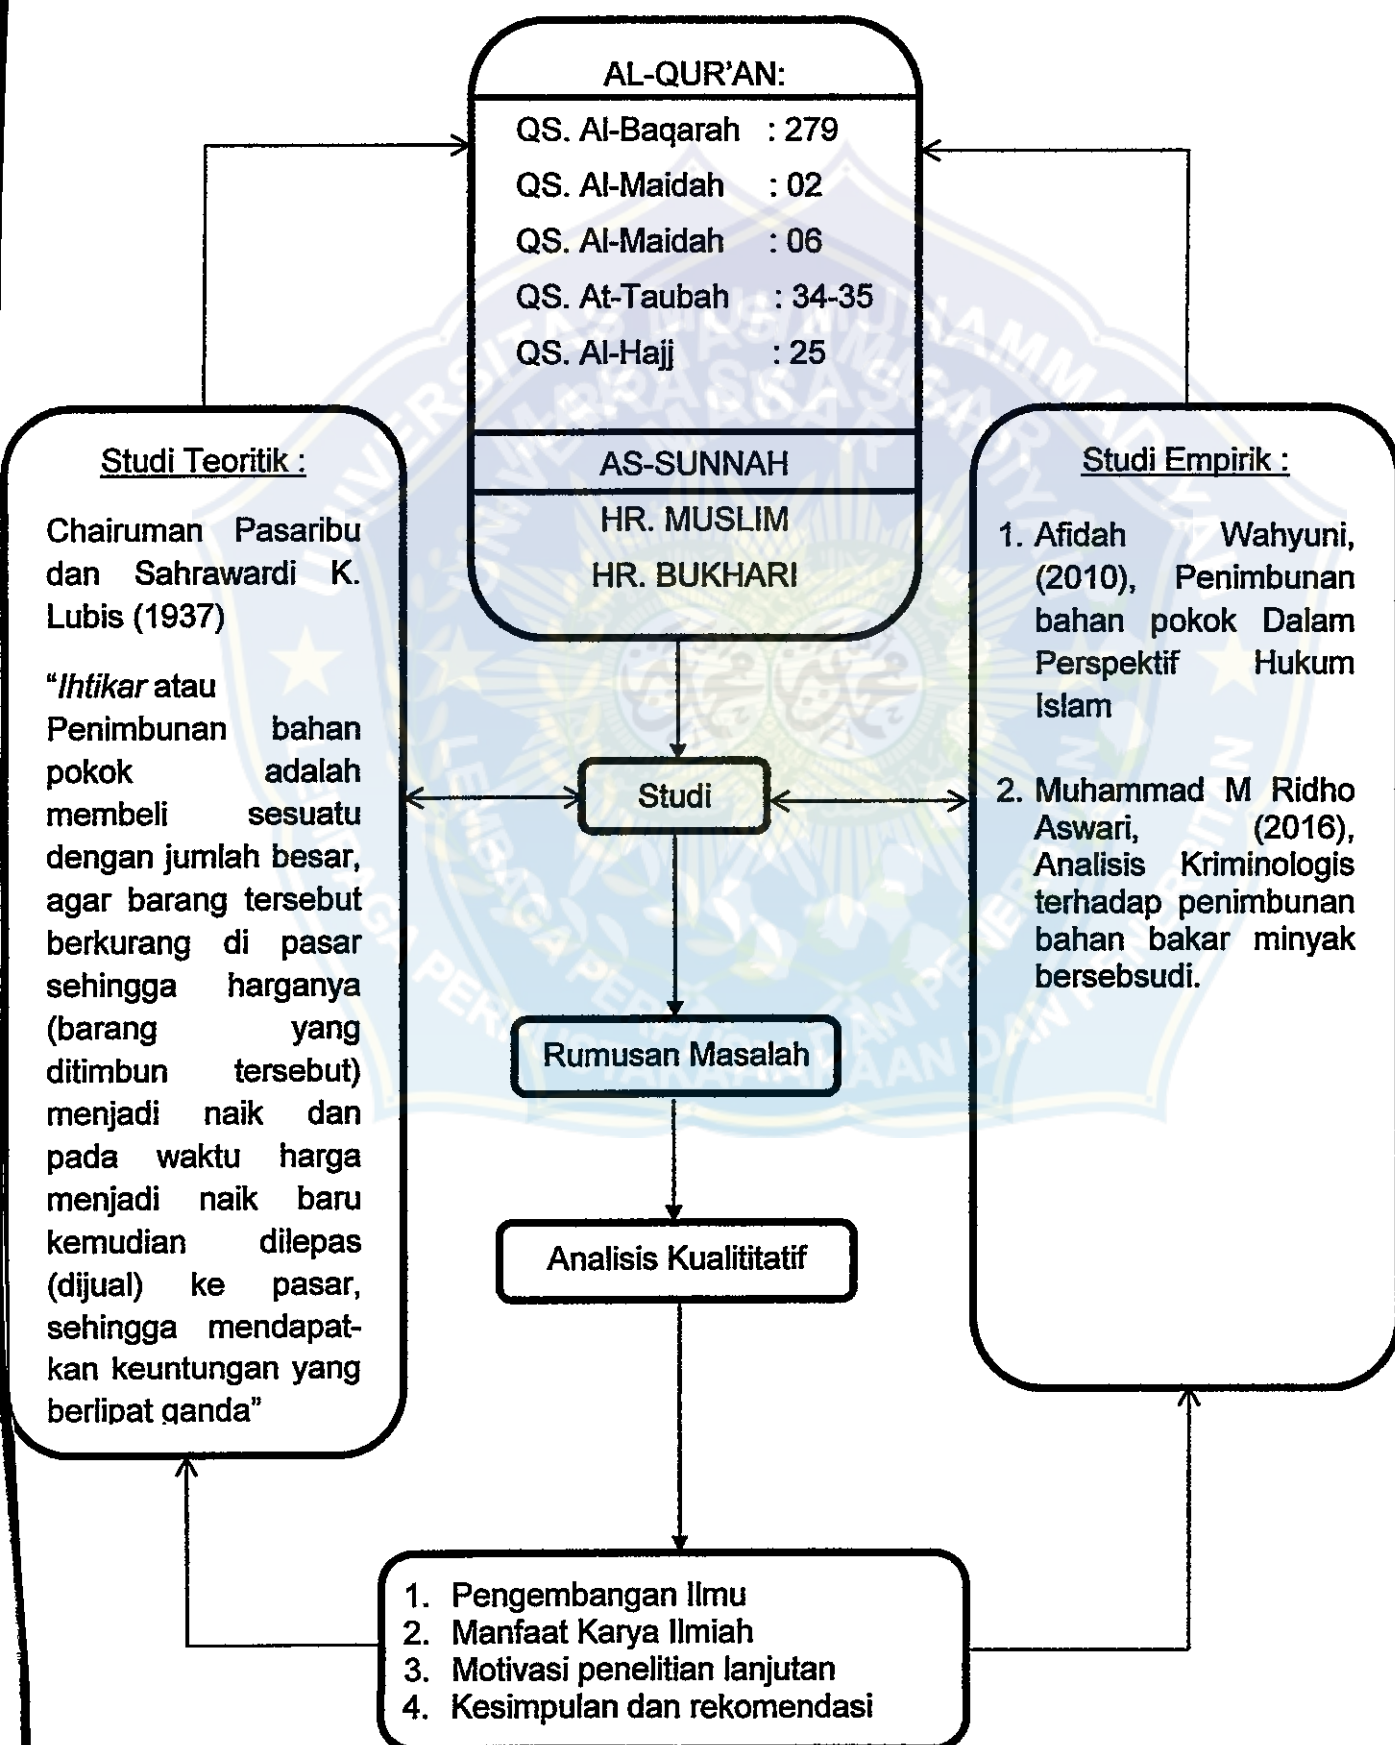 AL-QUR'AN:
QS. Al-Baqarah : 279
QS. Al-Maidah : 02
QS. Al-Maidah : 06
QS. At-Taubah : 34-35
QS. Al-Hajj : 25
AS-SUNNAH
HR. MUSLIM
HR. BUKHARI
Studi Teoritik :
Chairuman Pasaribu
dan Sahrawardi K.
Lubis (1937)
“Ihtikar atau
Penimbunan bahan
pokok adalah
membeli sesuatu
dengan jumlah besar,
agar barang tersebut
berkurang di pasar
sehingga harganya
(barang yang
ditimbun tersebut)
menjadi naik dan
pada waktu harga
menjadi naik baru
kemudian dilepas
(dijual) ke pasar,
sehingga mendapat-
kan keuntungan yang
berlipat ganda”
Studi
Studi Empirik :
1. Afidah Wahyuni,
(2010), Penimbunan
bahan pokok Dalam
Perspektif Hukum
Islam
2. Muhammad M Ridho
Aswari, (2016),
Analisis Kriminologis
terhadap penimbunan
bahan bakar minyak
bersebsudi.
Rumusan Masalah
Analisis Kualititatif
1. Pengembangan Ilmu
2. Manfaat Karya Ilmiah
3. Motivasi penelitian lanjutan
4. Kesimpulan dan rekomendasi